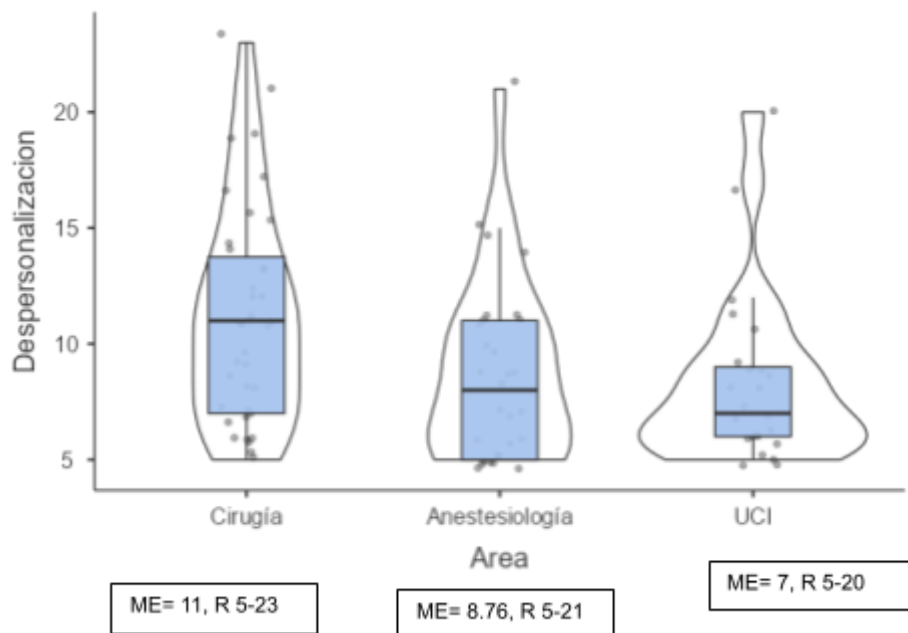 Despersonalizacion
20
15
10
5
Cirugía Anestesiología UCI
Area
ME= 11, R 5-23
ME= 8.76, R 5-21
ME= 7, R 5-20